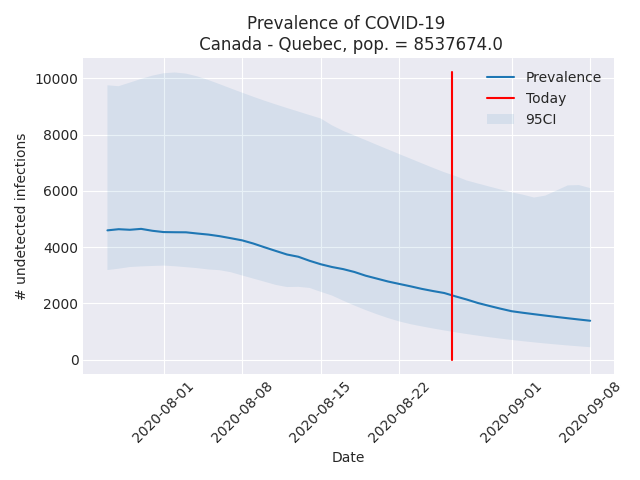 Prevalence of COVID-19
Canada - Quebec, pop. = 8537674.0
Prevalence
Today
95CI
10000
8000
6000
4000
2000
0
# undetected infections
2020-08-01
2020-08-08
2020-08-15
2020-08-22
2020-09-01
2020-09-08
Date